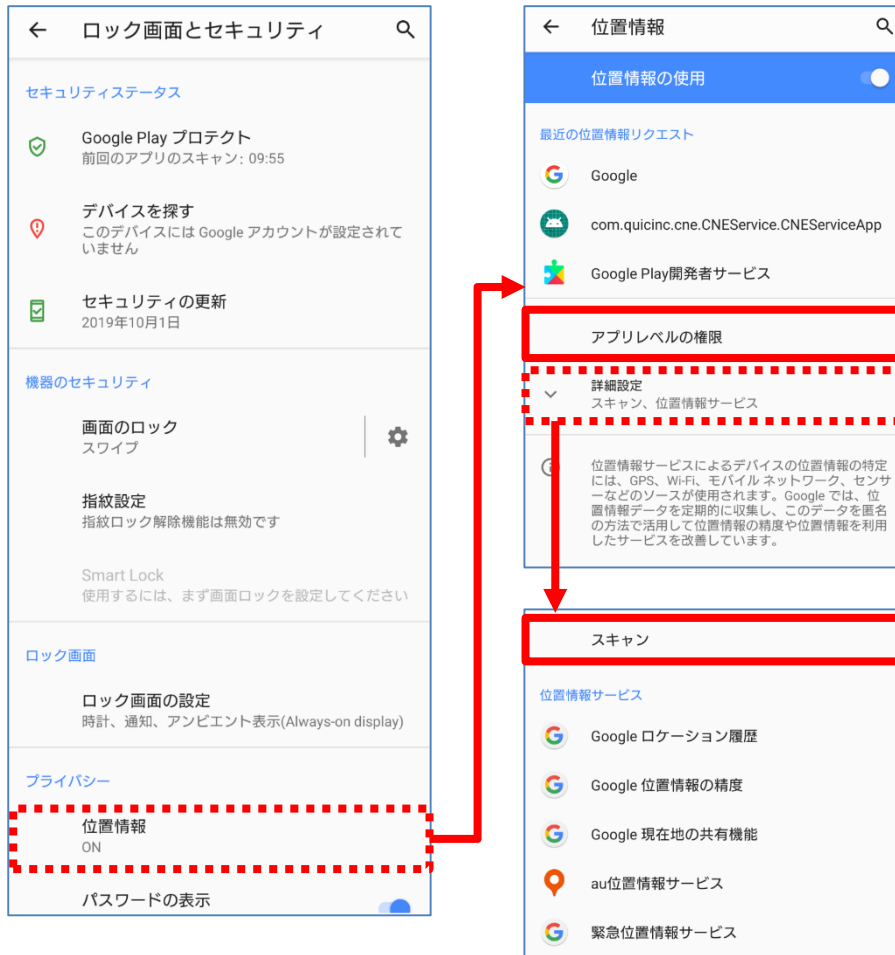 ロック画面とセキュリティ
セキュリティステータス
Google Play プロテクト
前回のアプリのスキャン: 09:55
デバイスを探す
このデバイスには Google アカウントが設定されて
いません
セキュリティの更新
2019年10月1日
機器のセキュリティ
画面のロック
スワイプ
指紋設定
指紋ロック解除機能は無効です
Smart Lock
使用するには、まず画面ロックを設定してください
ロック画面
ロック画面の設定
時計、通知、アンビエント表示(Always-on display)
プライバシー
位置情報
ON
パスワードの表示
位置情報
位置情報の使用
最近の位置情報リクエスト
Google
com.quicinc.cne.CNEService.CNEServiceApp
Google Play開発者サービス
アプリレベルの権限
詳細設定
スキャン、位置情報サービス
位置情報サービスによるデバイスの位置情報の特定
には、GPS、Wi-Fi、モバイル ネットワーク、センサ
ーなどのソースが使用されます。Google では、位
置情報データを定期的に収集し、このデータを匿名
の方法で活用して位置情報の精度や位置情報を利用
したサービスを改善しています。
スキャン
位置情報サービス
Google ロケーション履歴
Google 位置情報の精度
Google 現在地の共有機能
au位置情報サービス
緊急位置情報サービス